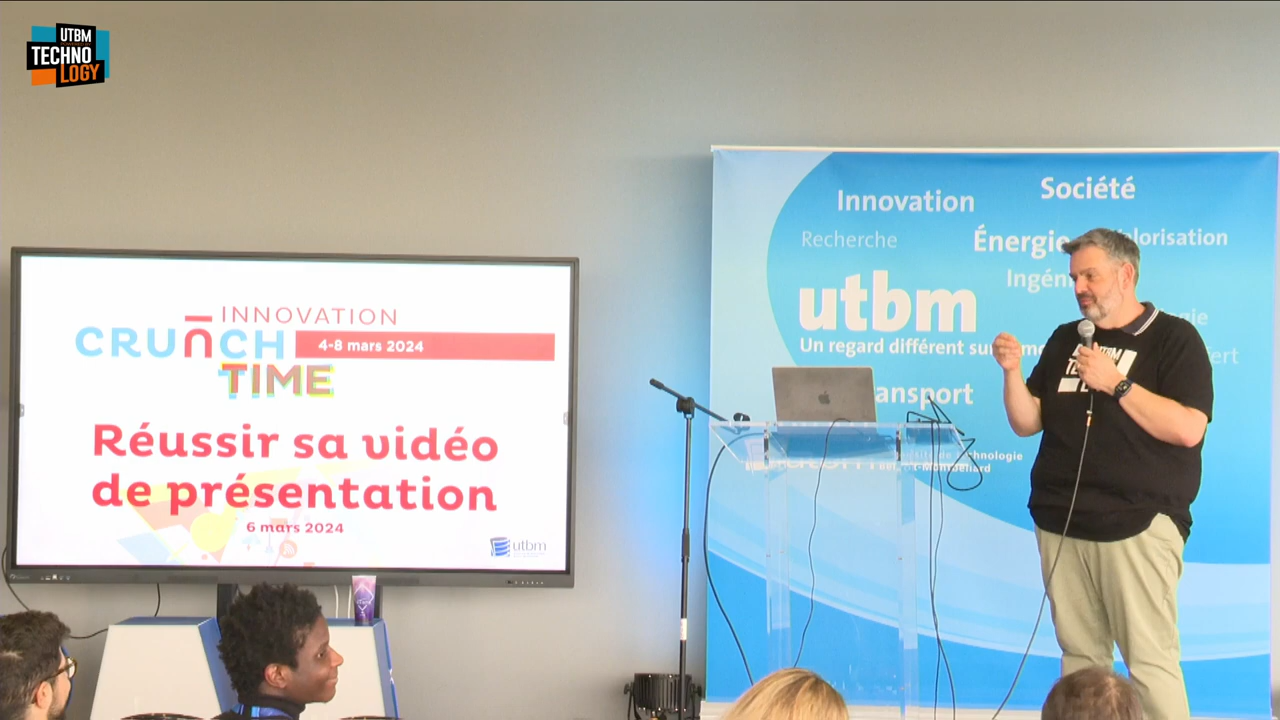 UTBM
TECHNO
LOGY
INNOVATION
CRUNCH
4-8 mars 2024
TIME
Réussir sa vidéo
de présentation
6 mars 2024
utbm
Innovation
Société
Recherche
Énergie
Valorisation
Ingén
utbm
Un regard différent sur
ansport